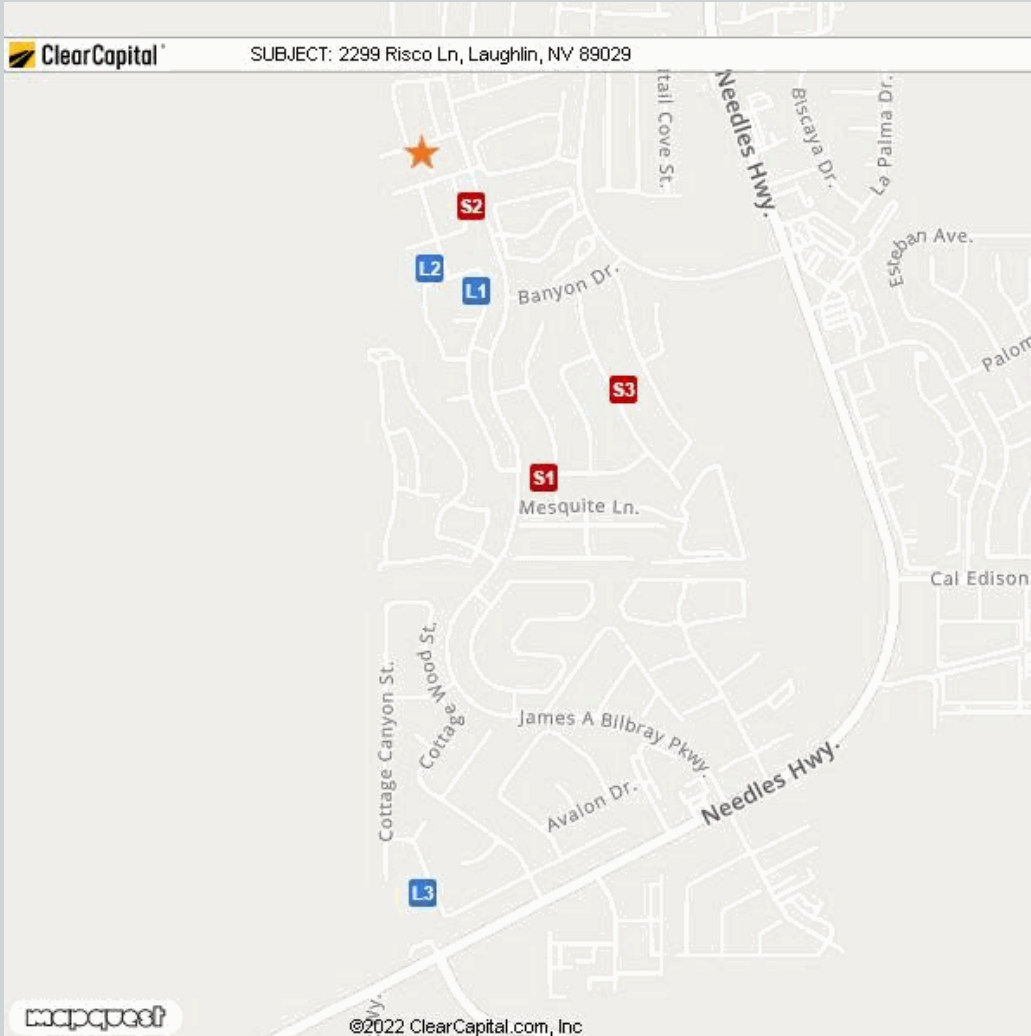 ClearCapital SUBJECT: 2299 Risco Ln, Laughlin, NV 89029
tail Cove St.
Needles Hwy.
Biscaya Dr.
La Palma Dr.
S2
Esteban Ave.
L2
L1
Banyon Dr.
S3
S1
Mesquite Ln.
Cal Edison
Cottage Wood St.
Cottage Canyon St.
James A Bilbray Pkwy.
Avalon Dr.
Needles Hwy.
L3
mapquest
©2022 ClearCapital.com, Inc